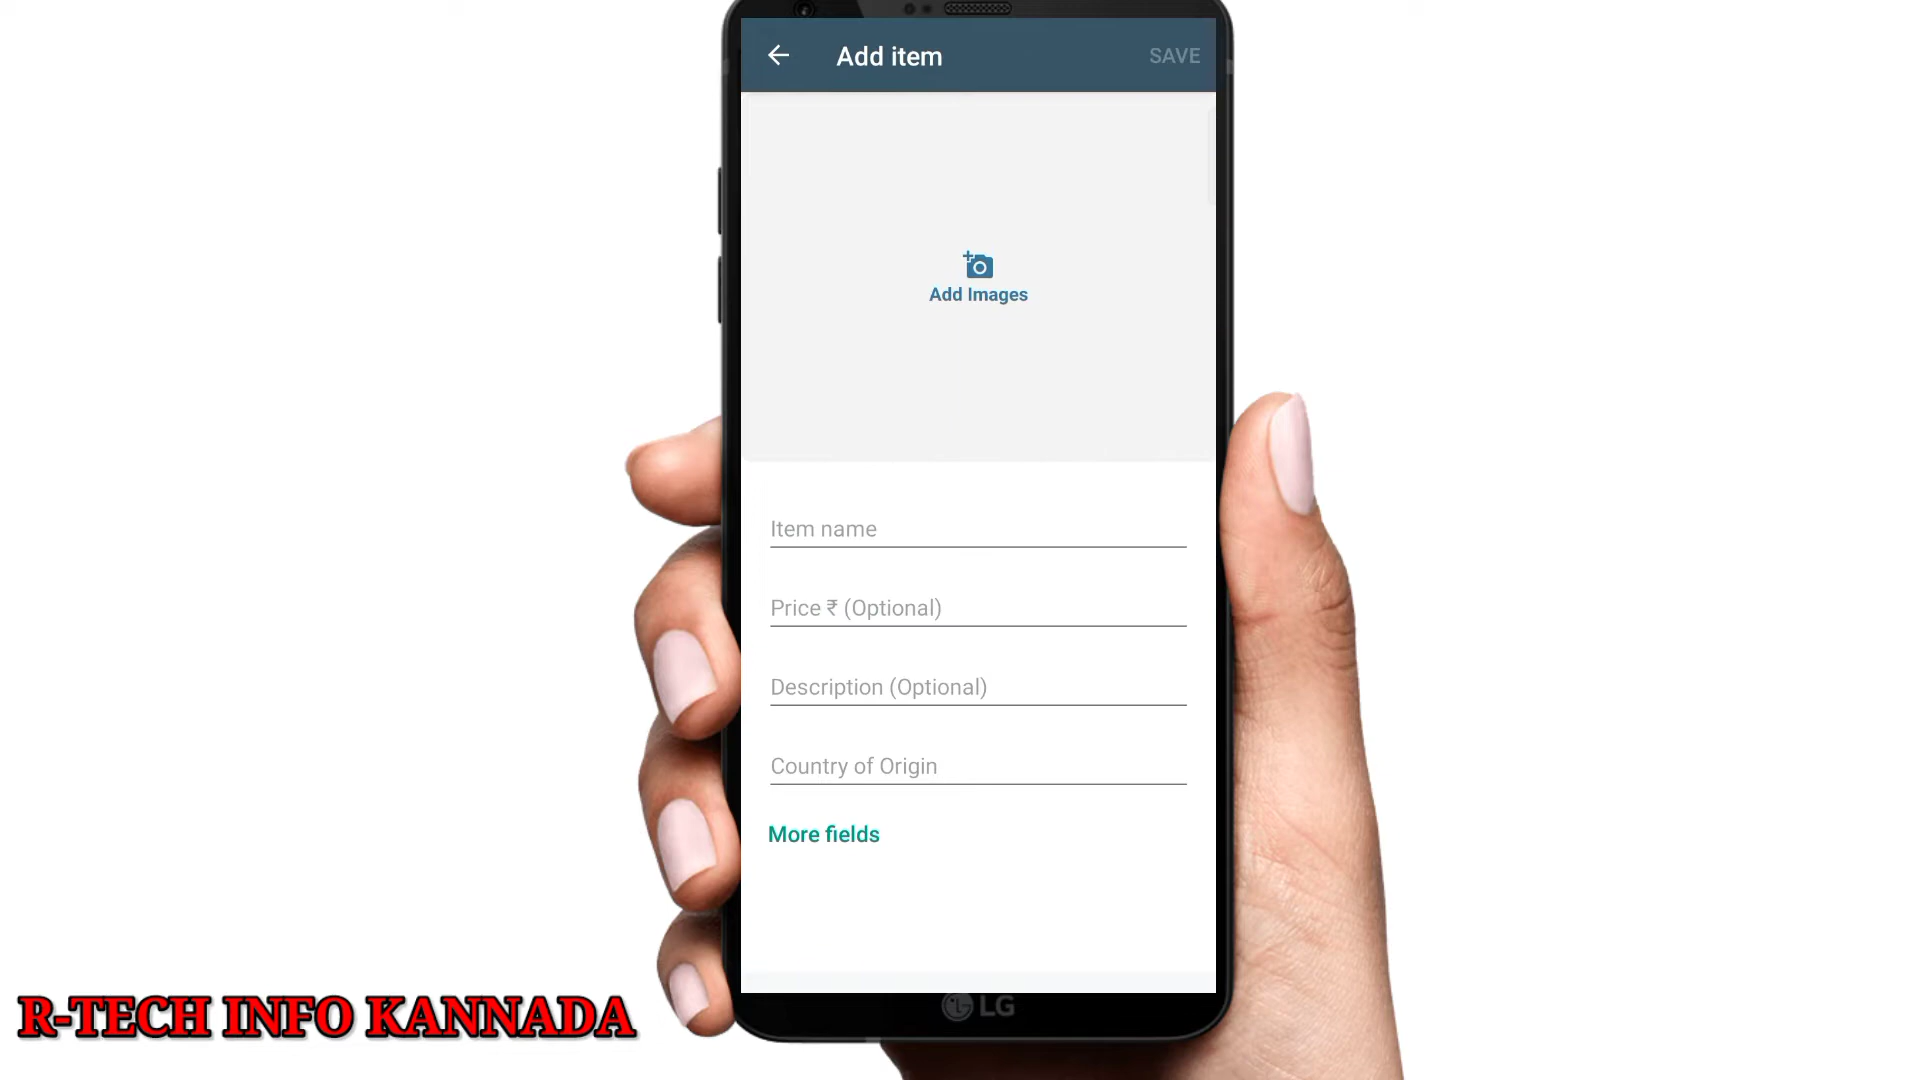 Add item
SAVE
Add Images
Item name
Price ₹ (Optional)
Description (Optional)
Country of Origin
More fields
LG
R-TECH INFO KANNADA